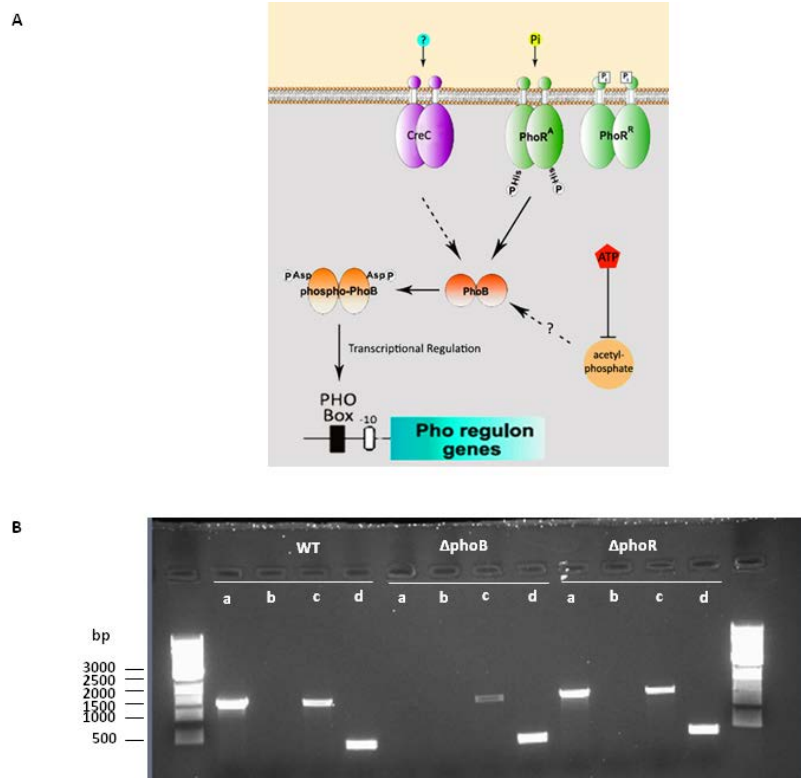 A
?
Pi
P P
CreC
PhoR^A
PhoR^R
His His
P P
ATP
P Asp Asp P
phospho-PhoB
PhoB
?
acetyl-
phosphate
Transcriptional Regulation
PHO
Box
-10
Pho regulon
genes
B
WT ΔphoB ΔphoR
a b c d a b c d a b c d
bp
3000
2500
2000
1500
1000
500